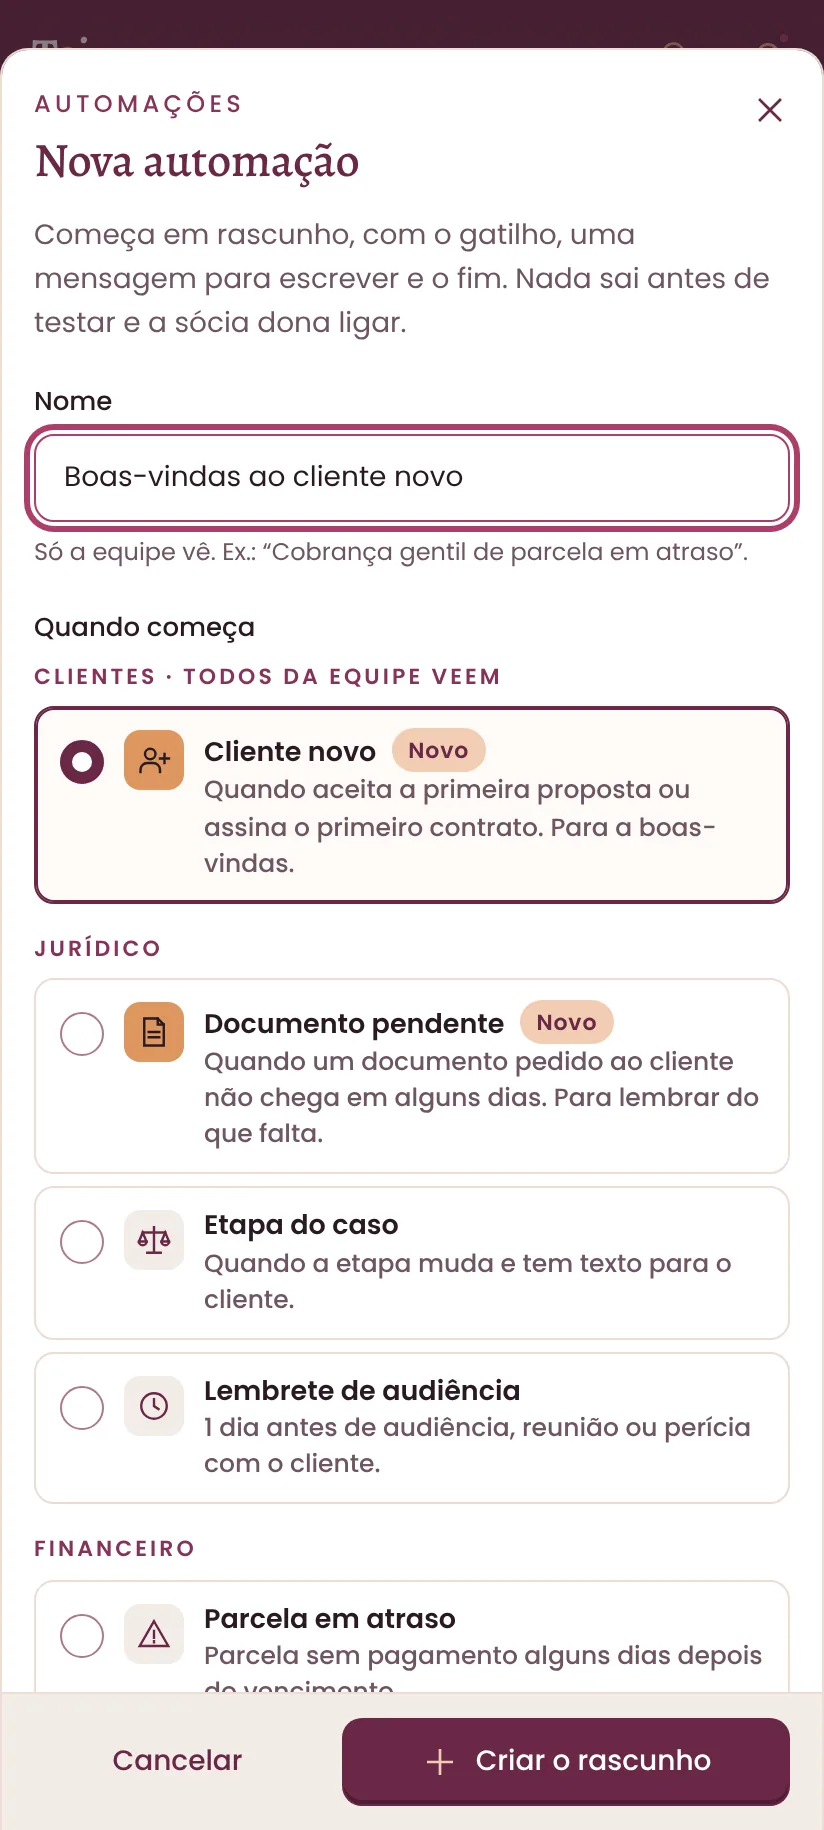 AUTOMAÇÕES
Nova automação
Começa em rascunho, com o gatilho, uma
mensagem para escrever e o fim. Nada sai antes de
testar e a sócia dona ligar.
Nome
Boas-vindas ao cliente novo
Só a equipe vê. Ex.: “Cobrança gentil de parcela em atraso”.
Quando começa
CLIENTES · TODOS DA EQUIPE VEEM
Cliente novo Novo
Quando aceita a primeira proposta ou
assina o primeiro contrato. Para a boas-
vindas.
JURÍDICO
Documento pendente Novo
Quando um documento pedido ao cliente
não chega em alguns dias. Para lembrar do
que falta.
Etapa do caso
Quando a etapa muda e tem texto para o
cliente.
Lembrete de audiência
1 dia antes de audiência, reunião ou perícia
com o cliente.
FINANCEIRO
Parcela em atraso
Parcela sem pagamento alguns dias depois
do vencimento.
Cancelar
Criar o rascunho